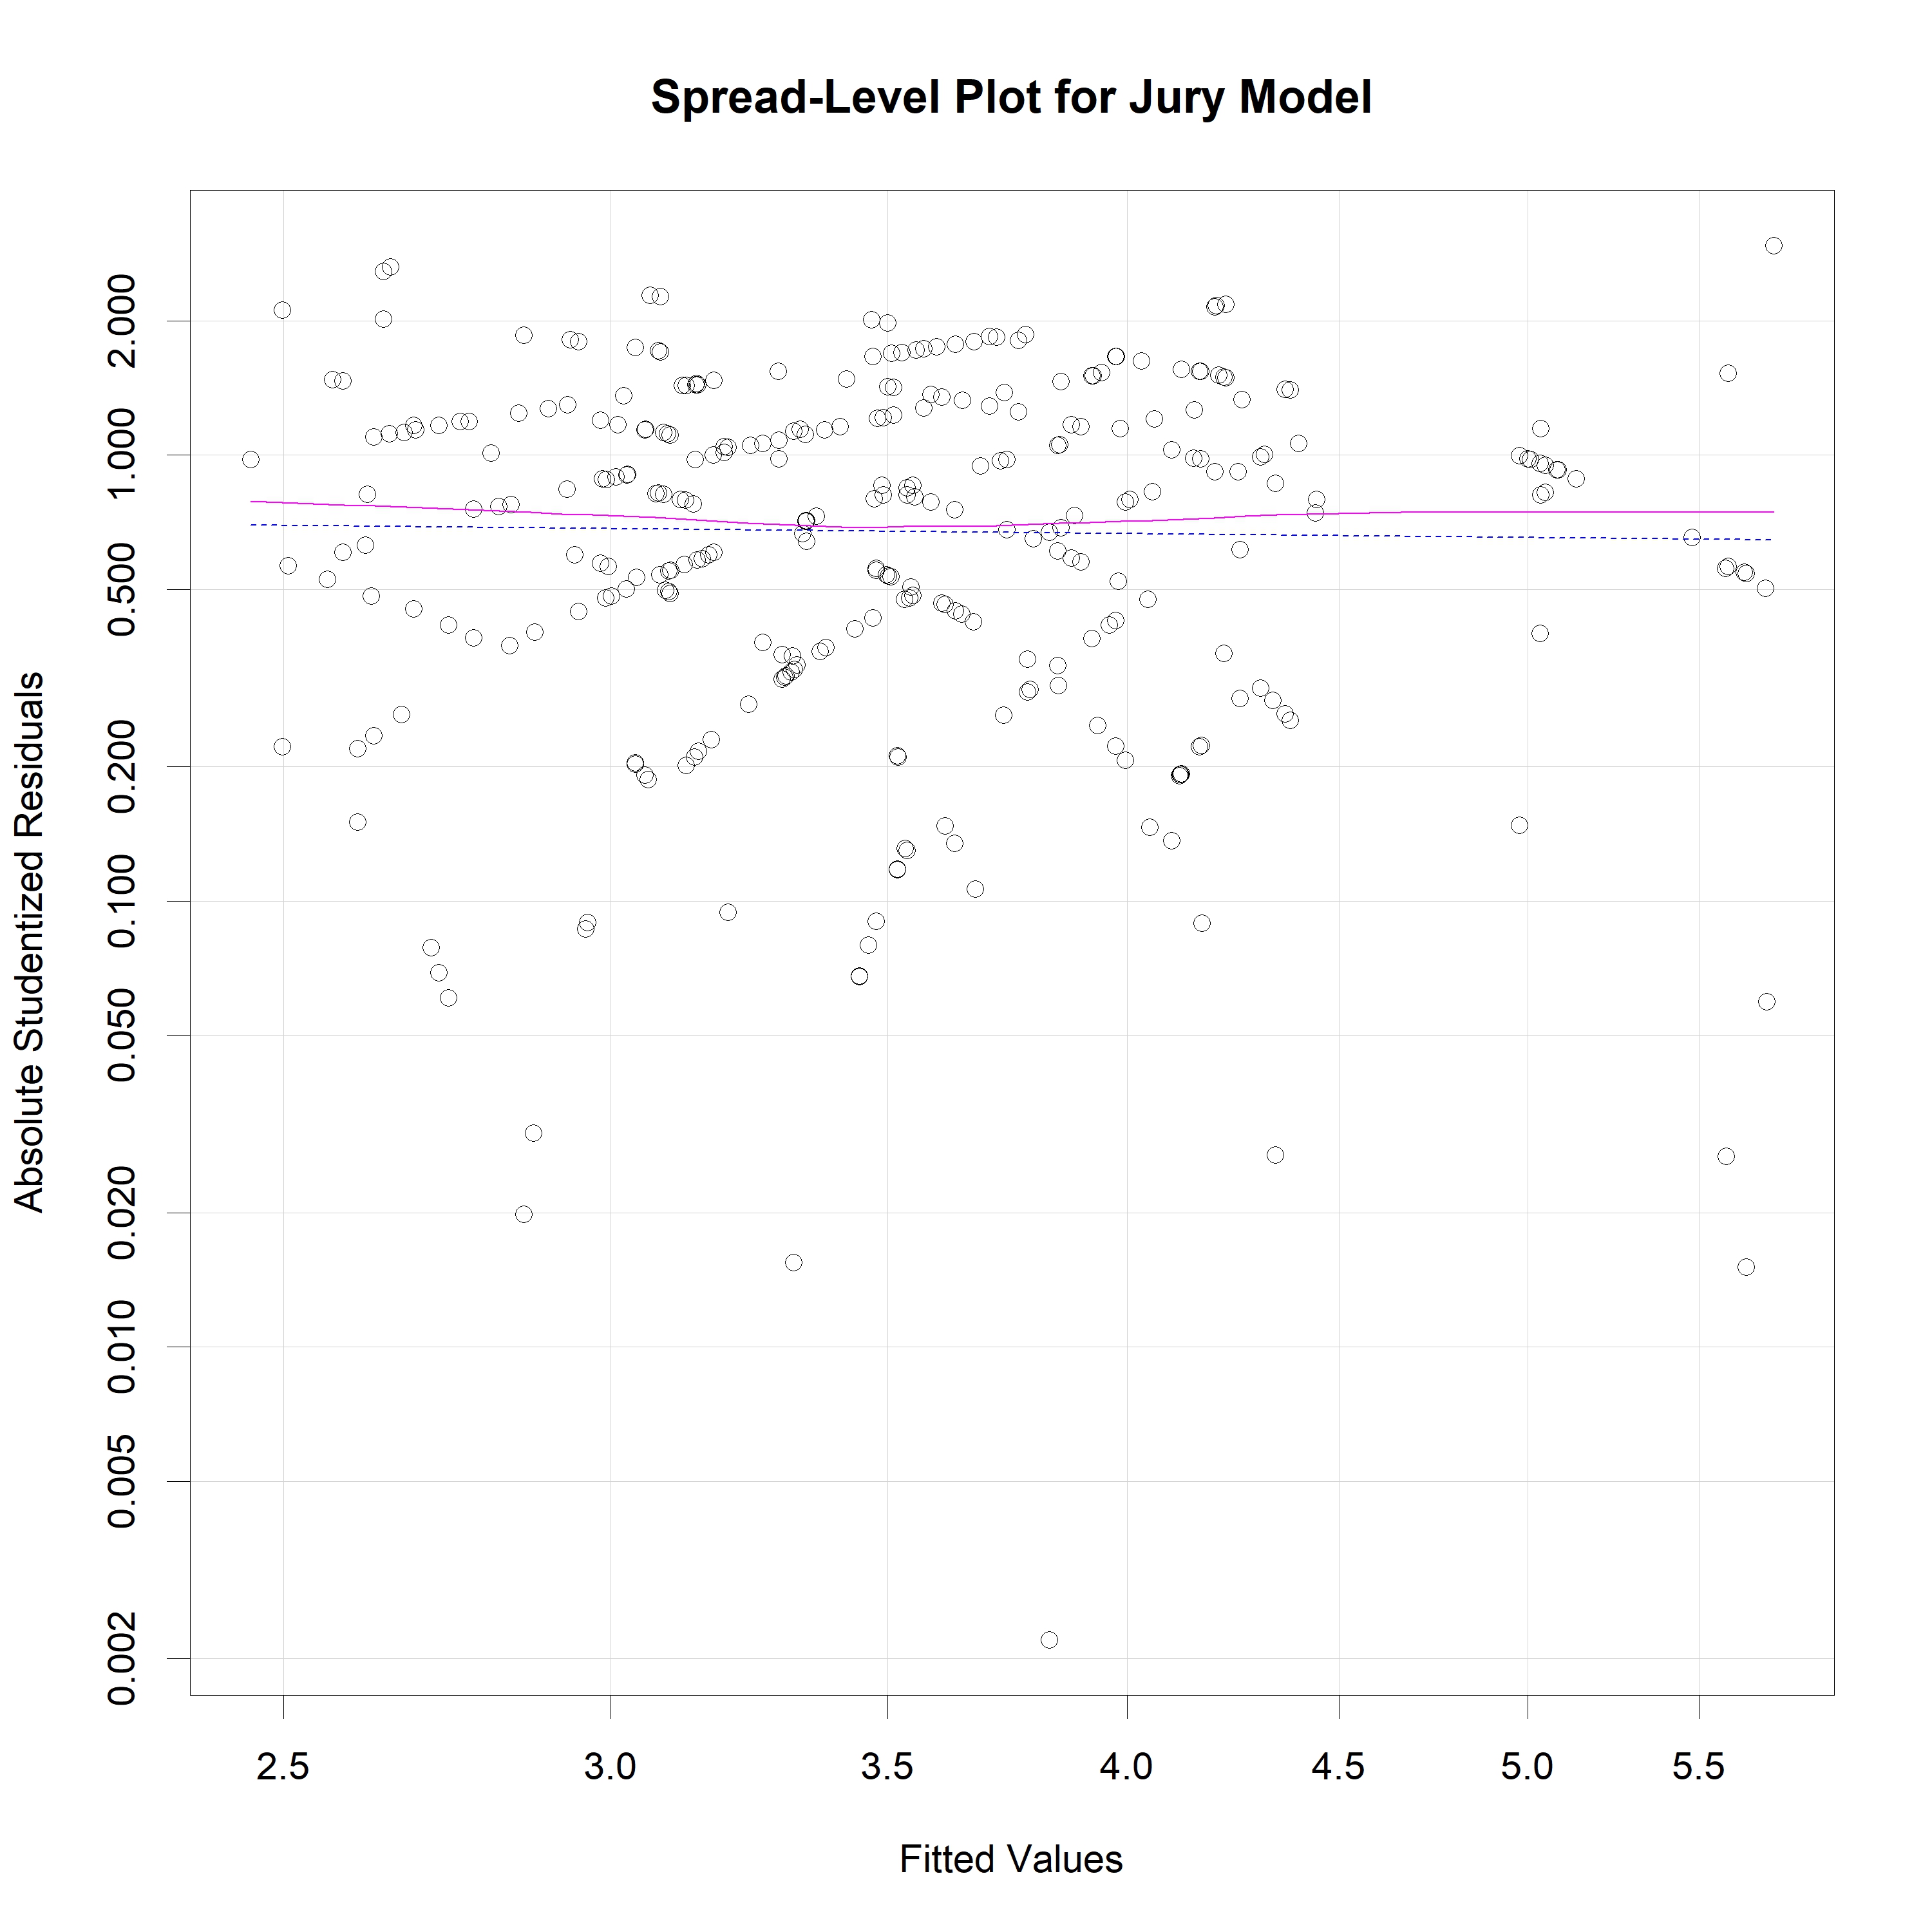 Spread-Level Plot for Jury Model
Absolute Studentized Residuals
2.000
1.000
0.500
0.200
0.100
0.050
0.020
0.010
0.005
0.002
2.5 3.0 3.5 4.0 4.5 5.0 5.5
Fitted Values